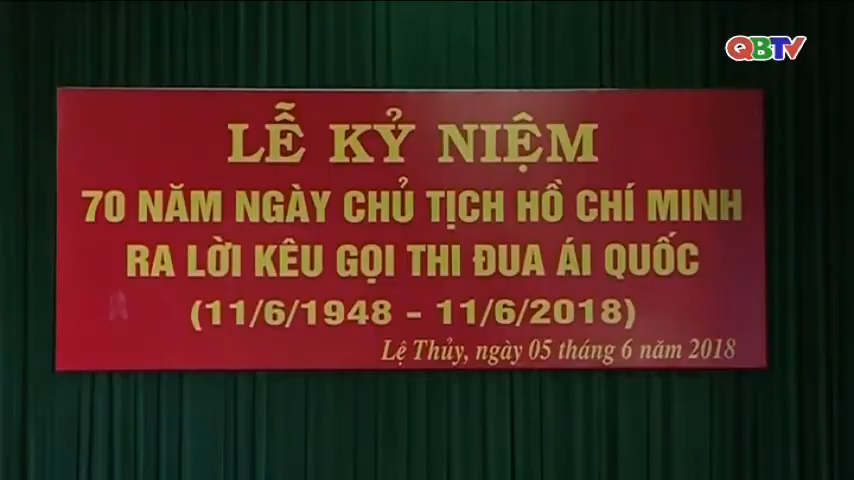 QBTV
LỄ KỶ NIỆM
70 NĂM NGÀY CHỦ TỊCH HỒ CHÍ MINH
RA LỜI KÊU GỌI THI ĐUA ÁI QUỐC
(11/6/1948 - 11/6/2018)
Lệ Thủy, ngày 05 tháng 6 năm 2018